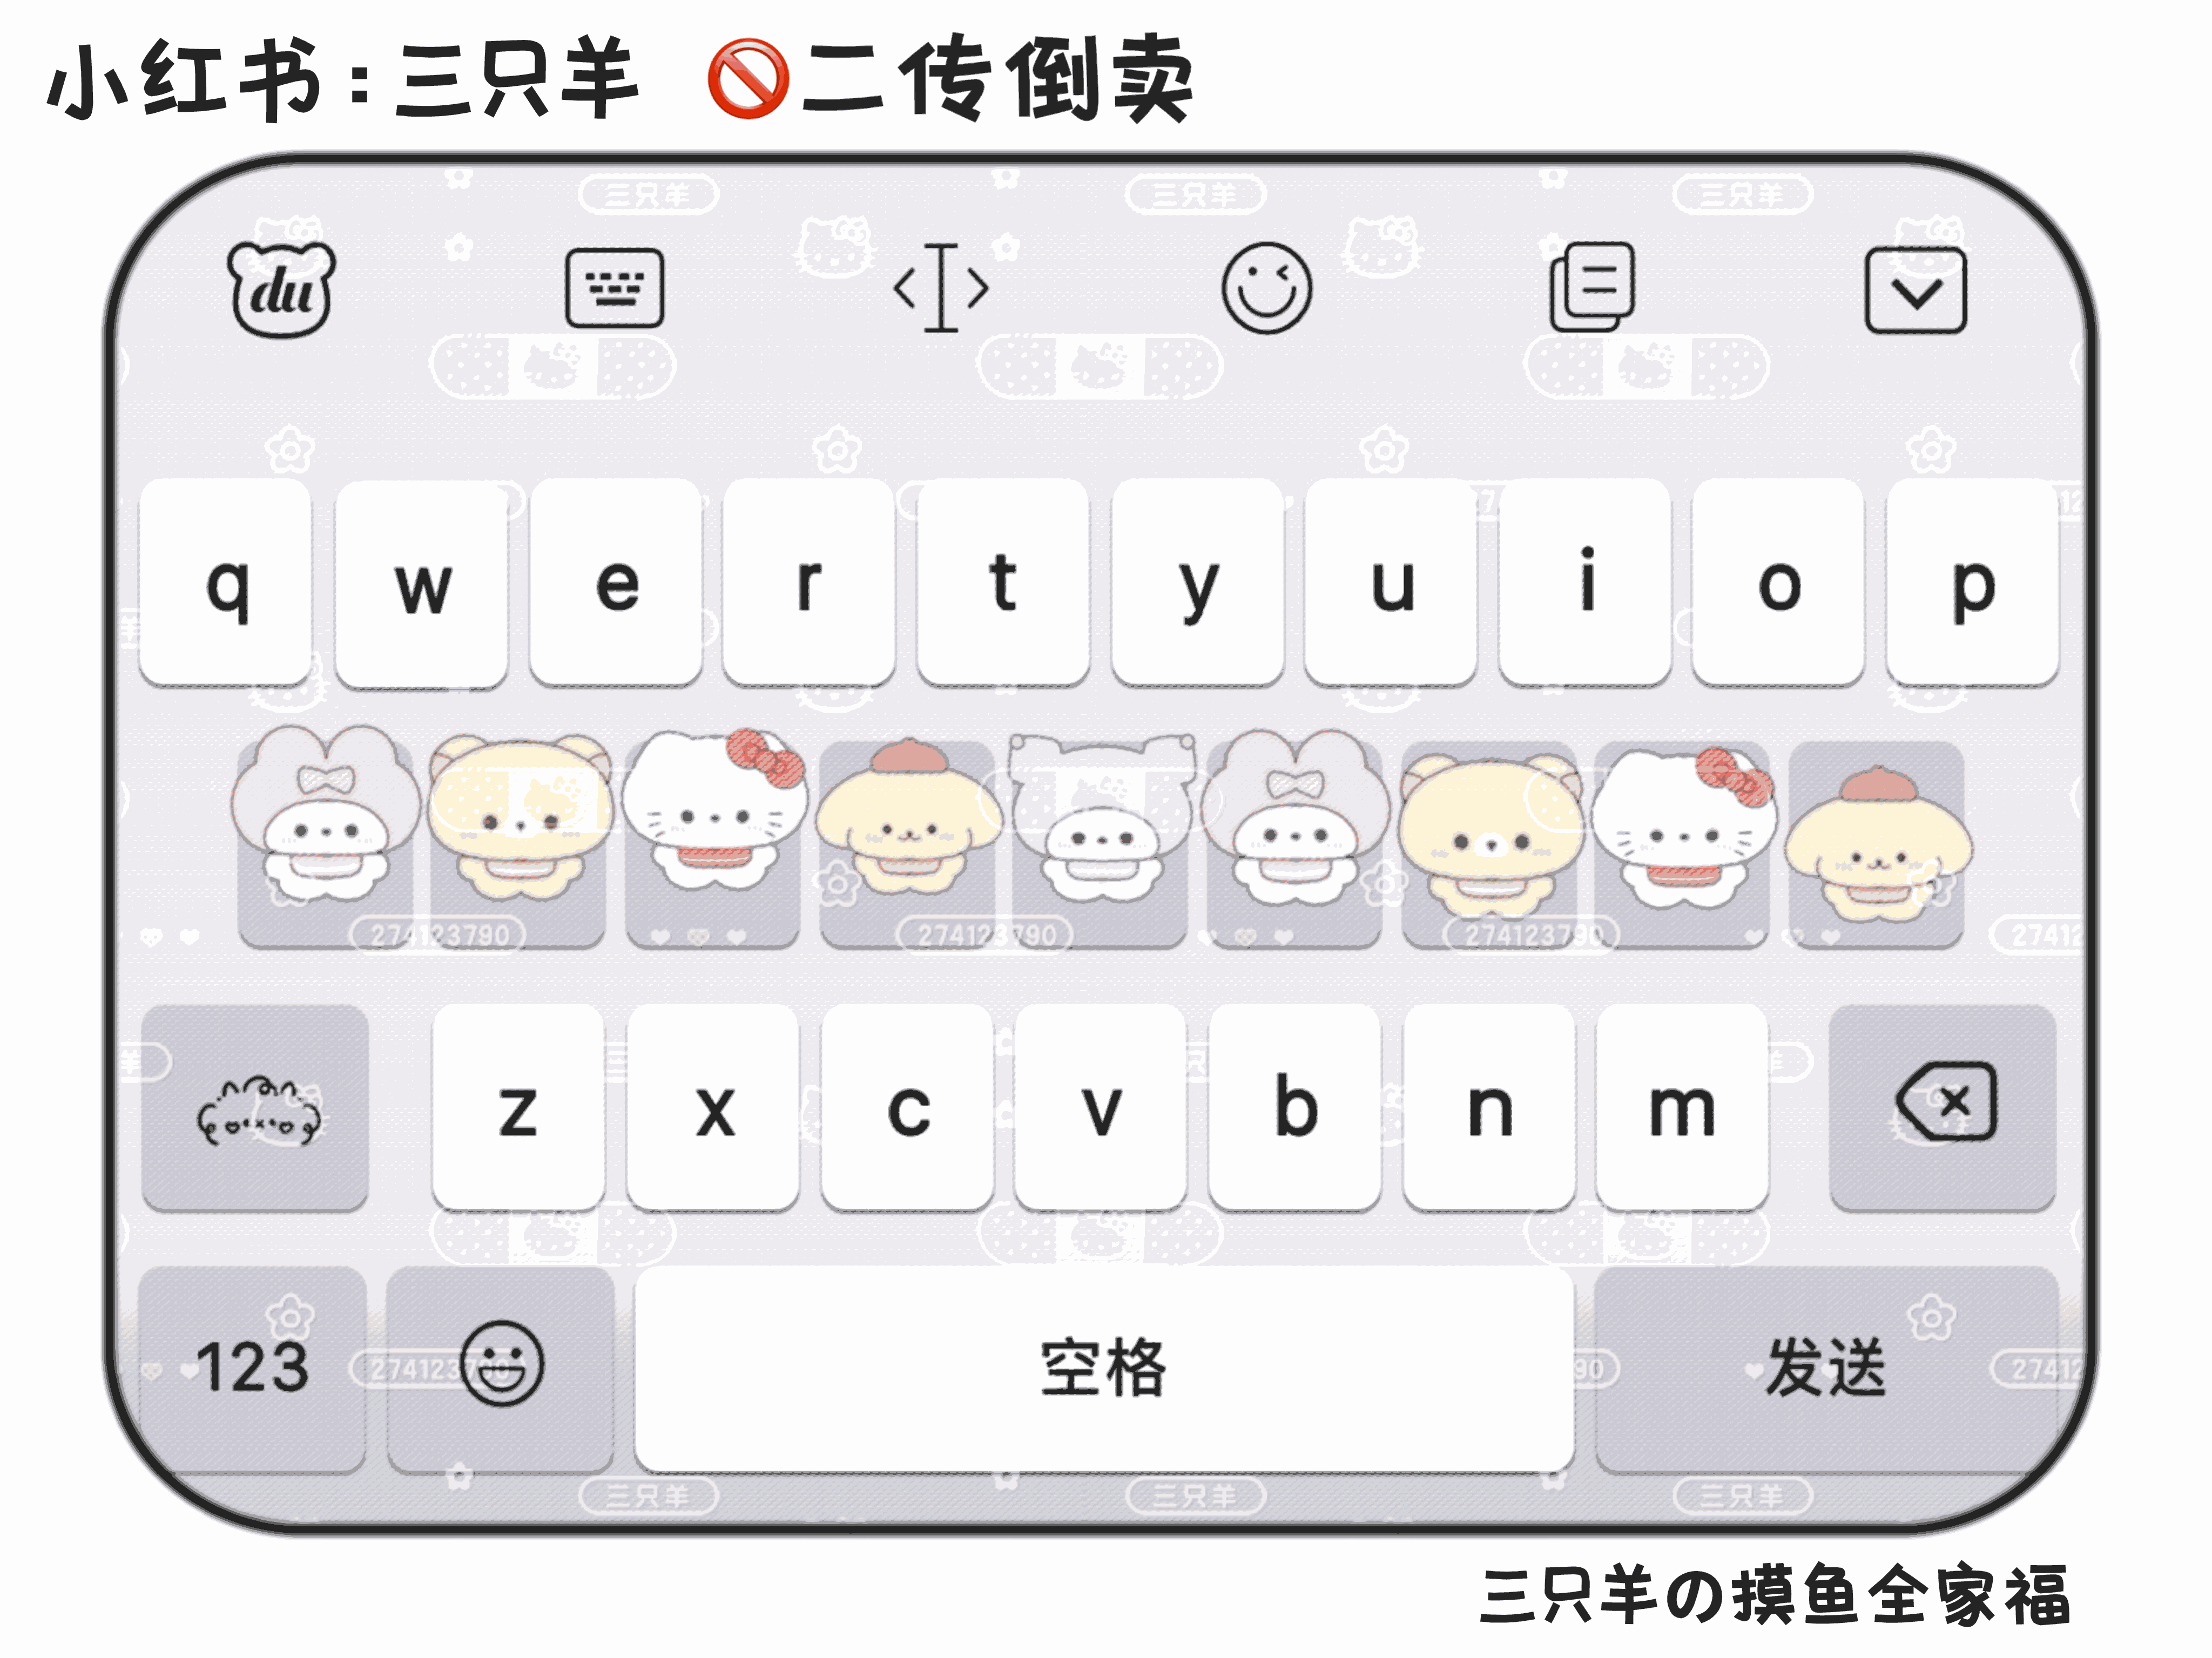 小红书:三只羊 🚫二传倒卖
三只羊 三只羊 三只羊
du
q w e r t y u i o p
274123790 274123790 274123790 2741
z x c v b n m
123 274123790 空格 90 发送 2741
三只羊 三只羊 三只羊
三只羊の摸鱼全家福